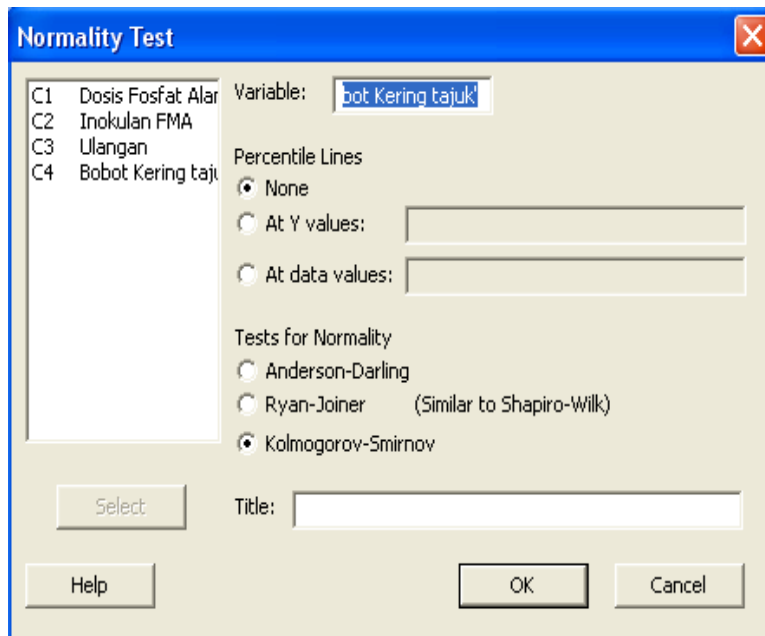 Normality Test
C1 Dosis Fosfat Alar
C2 Inokulan FMA
C3 Ulangan
C4 Bobot Kering taju
Variable: bot Kering tajuk'
Percentile Lines
None
At Y values:
At data values:
Tests for Normality
Anderson-Darling
Ryan-Joiner (Similar to Shapiro-Wilk)
Kolmogorov-Smirnov
Select
Title:
Help
OK
Cancel